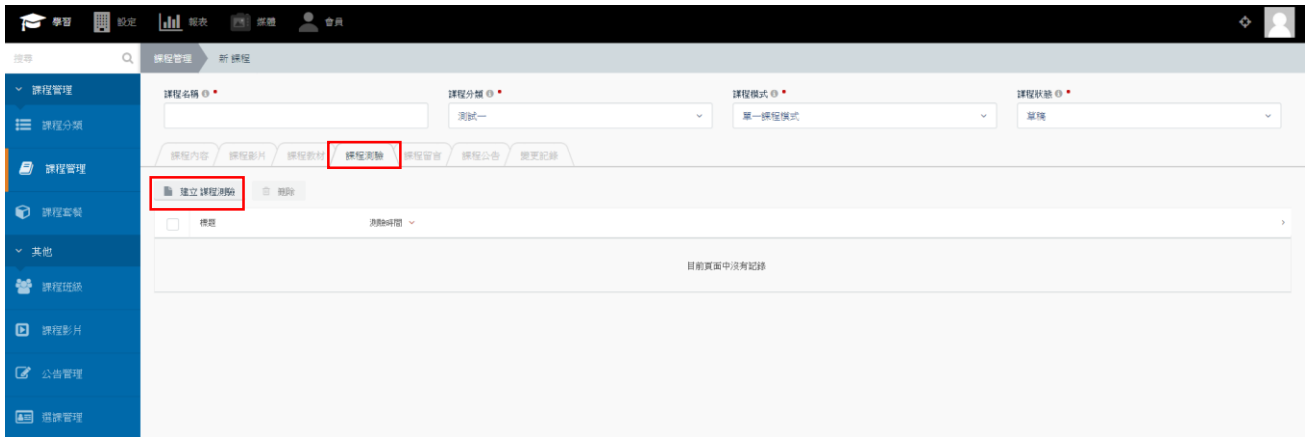 學習 設定 報表 媒體 會員
搜尋
課程管理 新 課程
課程管理
課程分類
課程管理
課程套餐
其他
課程班級
課程影片
公告管理
選課管理
課程名稱 課程分類 課程模式 課程狀態
測試一 單一課程模式 草稿
課程內容 課程影片 課程教材 課程測驗 課程留言 課程公告 變更記錄
建立 課程測驗 刪除
標題 測驗時間
目前頁面中沒有記錄